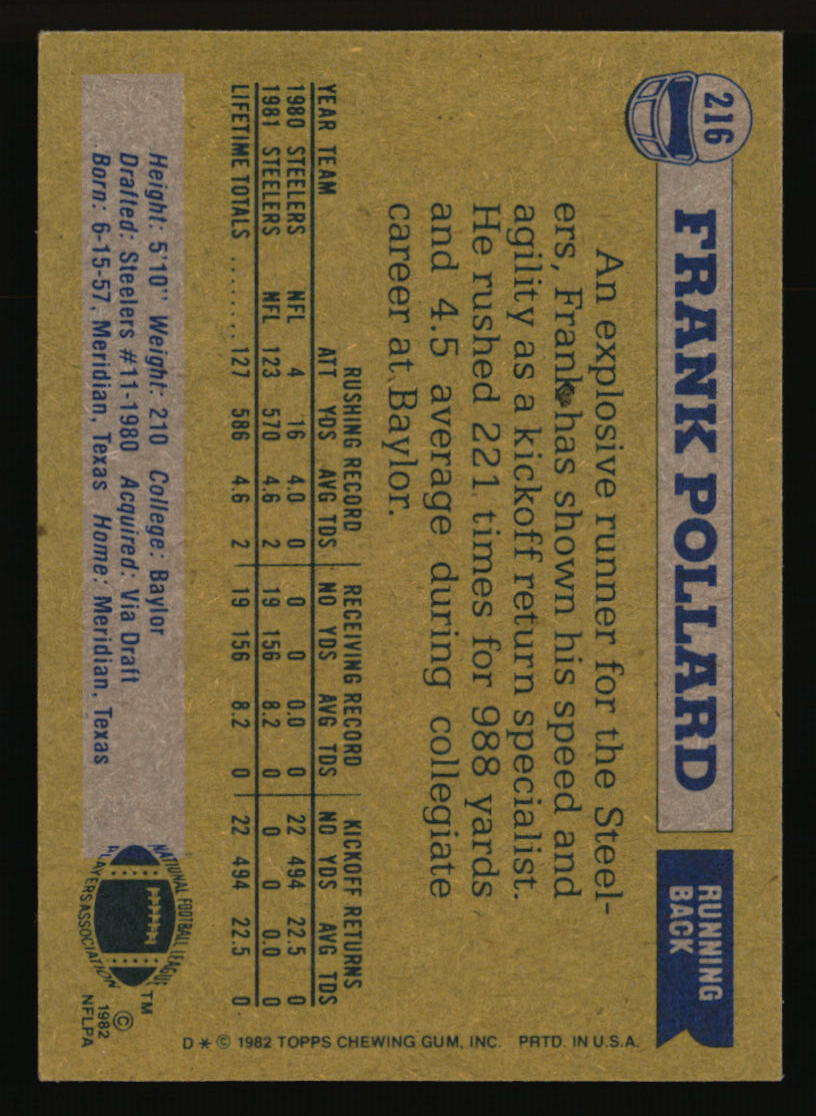 216
FRANK POLLARD
RUNNING
BACK
An explosive runner for the Steel-
ers, Frank has shown his speed and
agility as a kickoff return specialist.
He rushed 221 times for 988 yards
and 4.5 average during collegiate
career at Baylor.
RUSHING RECORD RECEIVING RECORD KICKOFF RETURNS
YEAR TEAM ATT YDS AVG TDS NO YDS AVG TDS NO YDS AVG TDS
1980 STEELERS NFL 4 16 4.0 0 0 0 0.0 0 22 494 22.5 0
1981 STEELERS NFL 123 570 4.6 2 19 156 8.2 0 0 0 0.0 0
LIFETIME TOTALS ........ 127 586 4.6 2 19 156 8.2 0 22 494 22.5 0
Height: 5'10'' Weight: 210 College: Baylor
Drafted: Steelers #11-1980 Acquired: Via Draft
Born: 6-15-57, Meridian, Texas Home: Meridian, Texas
NATIONAL FOOTBALL LEAGUE
PLAYERS ASSOCIATION
TM
©
1982
NFLPA
D * © 1982 TOPPS CHEWING GUM, INC. PRTD. IN U.S.A.